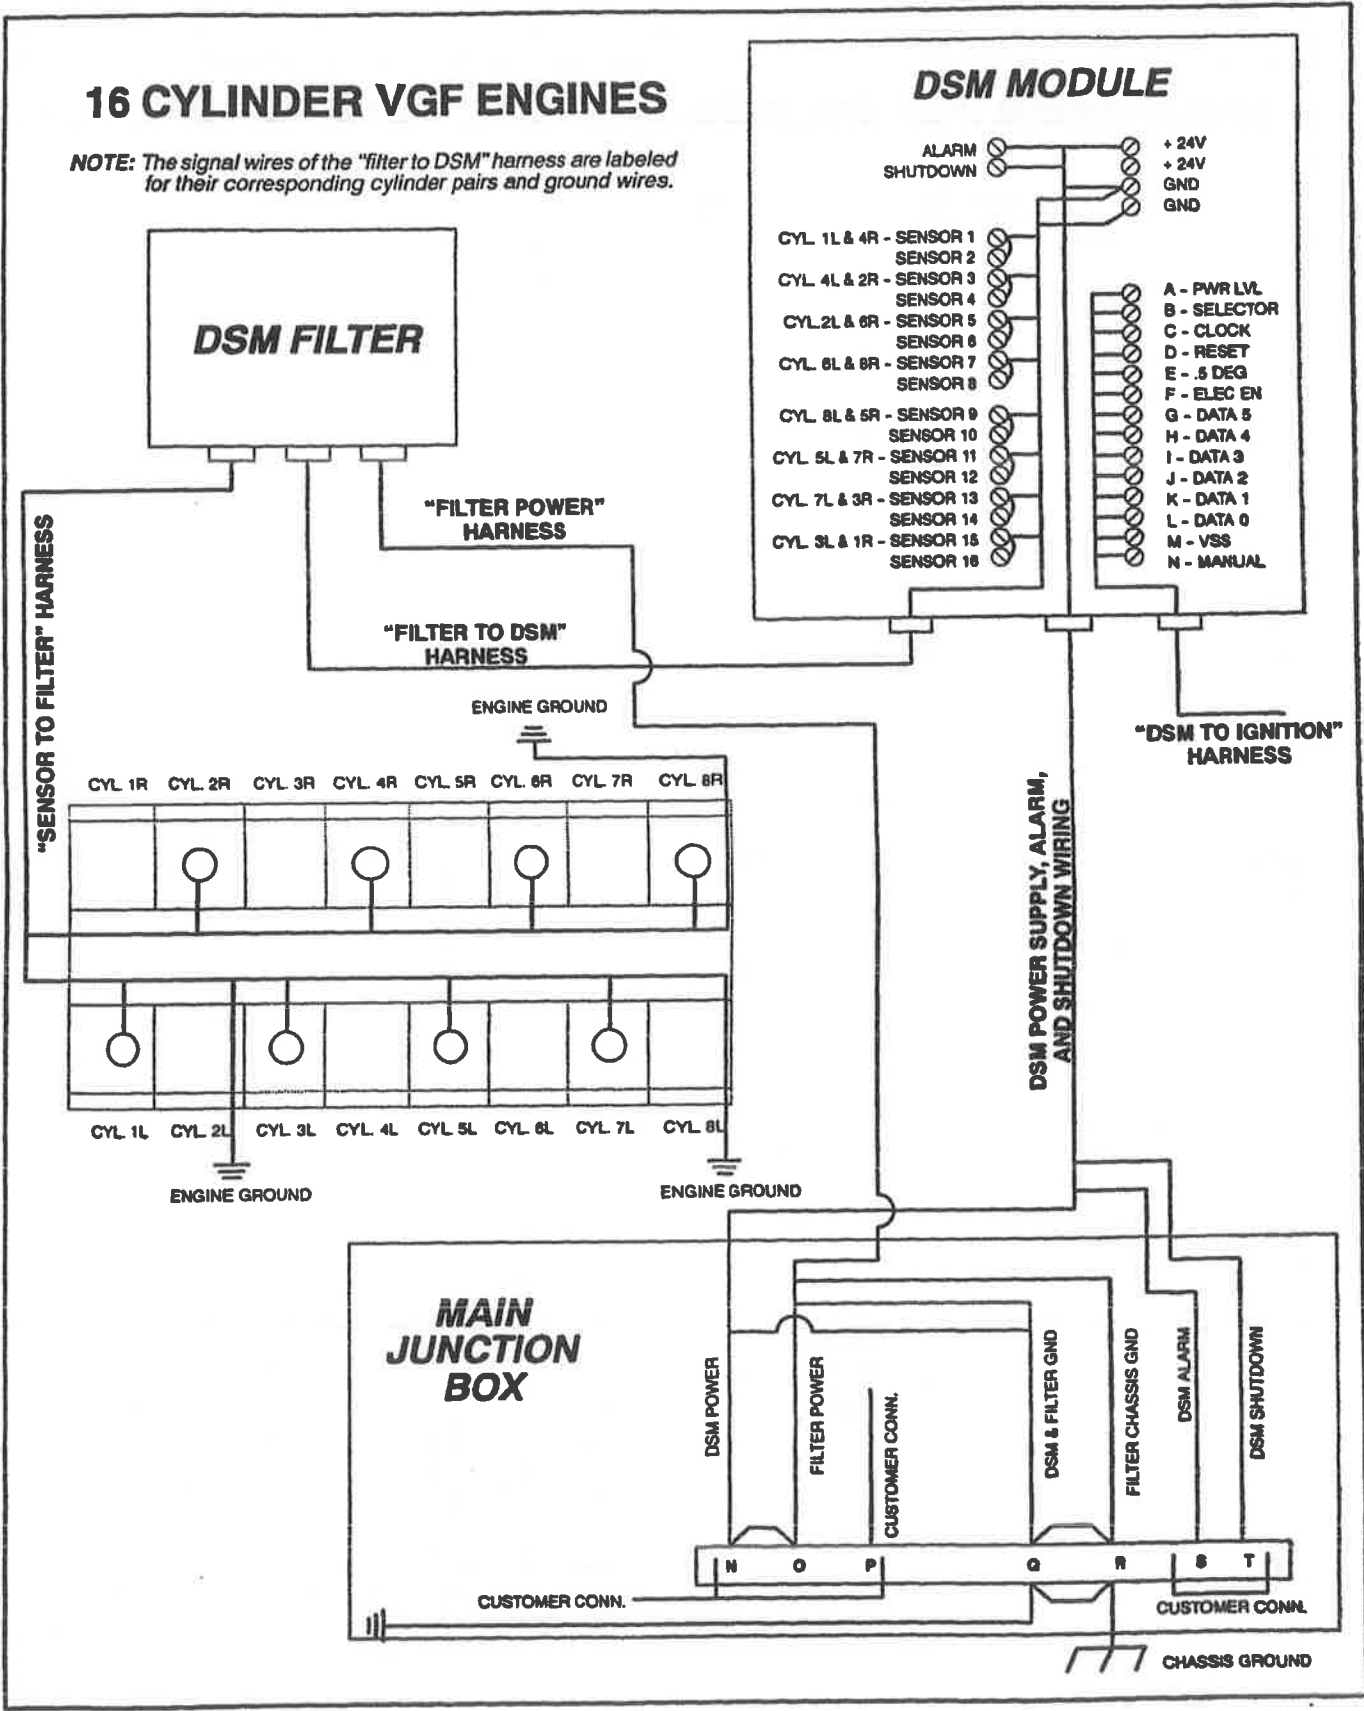 16 CYLINDER VGF ENGINES
NOTE: The signal wires of the "filter to DSM" harness are labeled
for their corresponding cylinder pairs and ground wires.
DSM MODULE
ALARM
SHUTDOWN
+ 24V
+ 24V
GND
GND
CYL. 1L & 4R - SENSOR 1
SENSOR 2
CYL. 4L & 2R - SENSOR 3
SENSOR 4
CYL.2L & 6R - SENSOR 5
SENSOR 6
CYL. 6L & 8R - SENSOR 7
SENSOR 8
CYL. 8L & 5R - SENSOR 9
SENSOR 10
CYL. 5L & 7R - SENSOR 11
SENSOR 12
CYL. 7L & 3R - SENSOR 13
SENSOR 14
CYL. 3L & 1R - SENSOR 15
SENSOR 16
A - PWR LVL
B - SELECTOR
C - CLOCK
D - RESET
E - .5 DEG
F - ELEC EN
G - DATA 5
H - DATA 4
I - DATA 3
J - DATA 2
K - DATA 1
L - DATA 0
M - VSS
N - MANUAL
DSM FILTER
"FILTER POWER"
HARNESS
"FILTER TO DSM"
HARNESS
"SENSOR TO FILTER" HARNESS
"DSM TO IGNITION"
HARNESS
ENGINE GROUND
CYL. 1R CYL. 2R CYL. 3R CYL. 4R CYL. 5R CYL. 6R CYL. 7R CYL. 8R
DSM POWER SUPPLY, ALARM,
AND SHUTDOWN WIRING
CYL. 1L CYL. 2L CYL. 3L CYL. 4L CYL. 5L CYL. 6L CYL. 7L CYL. 8L
ENGINE GROUND
ENGINE GROUND
MAIN
JUNCTION
BOX
DSM POWER
FILTER POWER
CUSTOMER CONN.
DSM & FILTER GND
FILTER CHASSIS GND
DSM ALARM
DSM SHUTDOWN
N O P Q R S T
CUSTOMER CONN.
CUSTOMER CONN.
CHASSIS GROUND